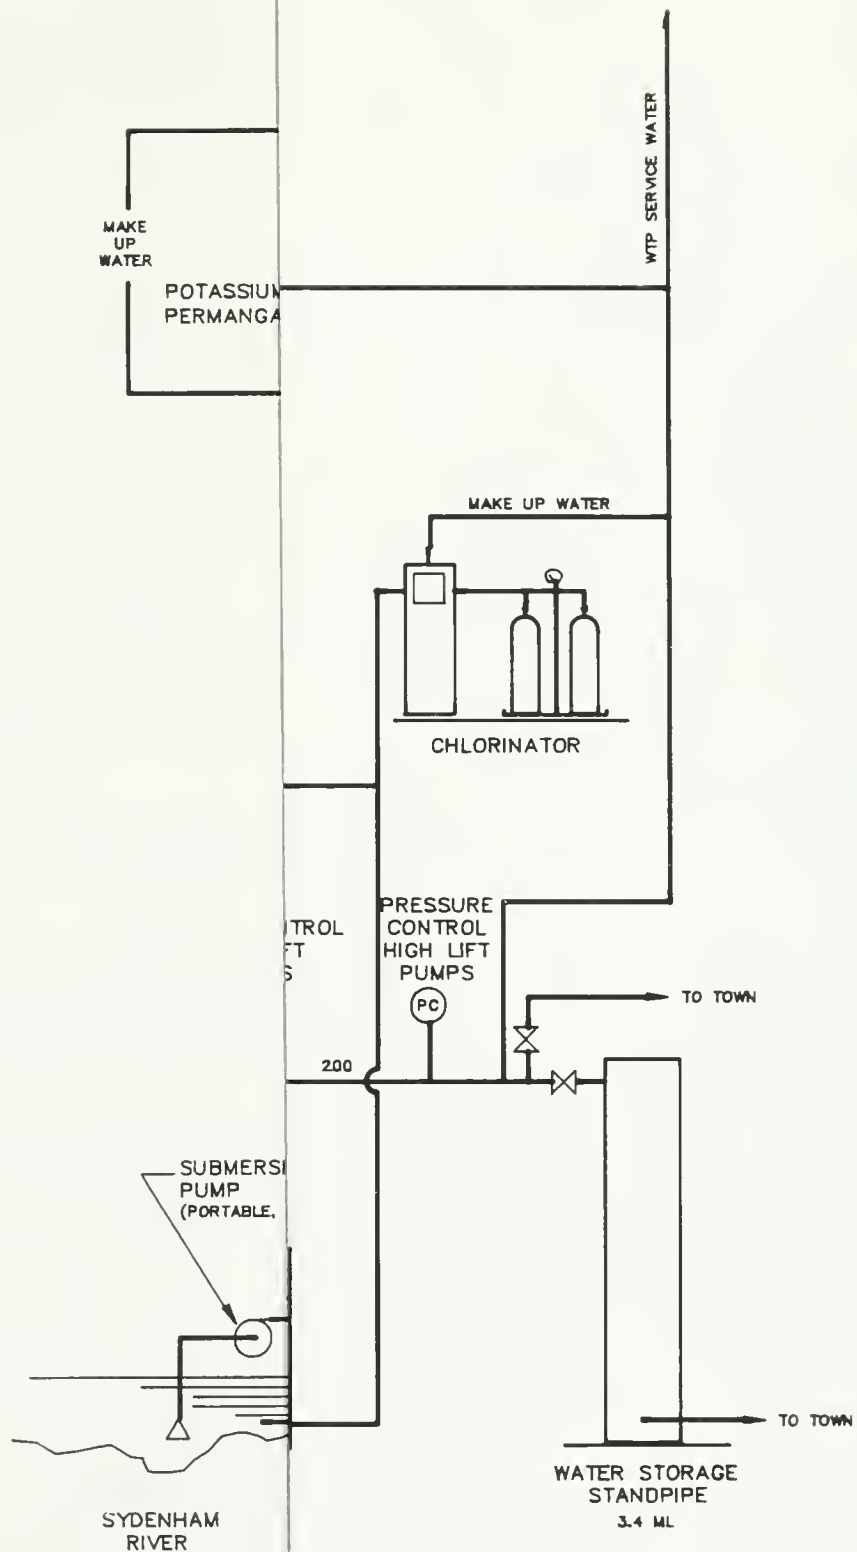 WTP SERVICE WATER
MAKE
UP
WATER
POTASSIUM
PERMANGA
MAKE UP WATER
CHLORINATOR
TROL
FT
S
PRESSURE
CONTROL
HIGH LIFT
PUMPS
PC
TO TOWN
200
SUBMERSI
PUMP
(PORTABLE,
TO TOWN
WATER STORAGE
STANDPIPE
3.4 ML
SYDENHAM
RIVER